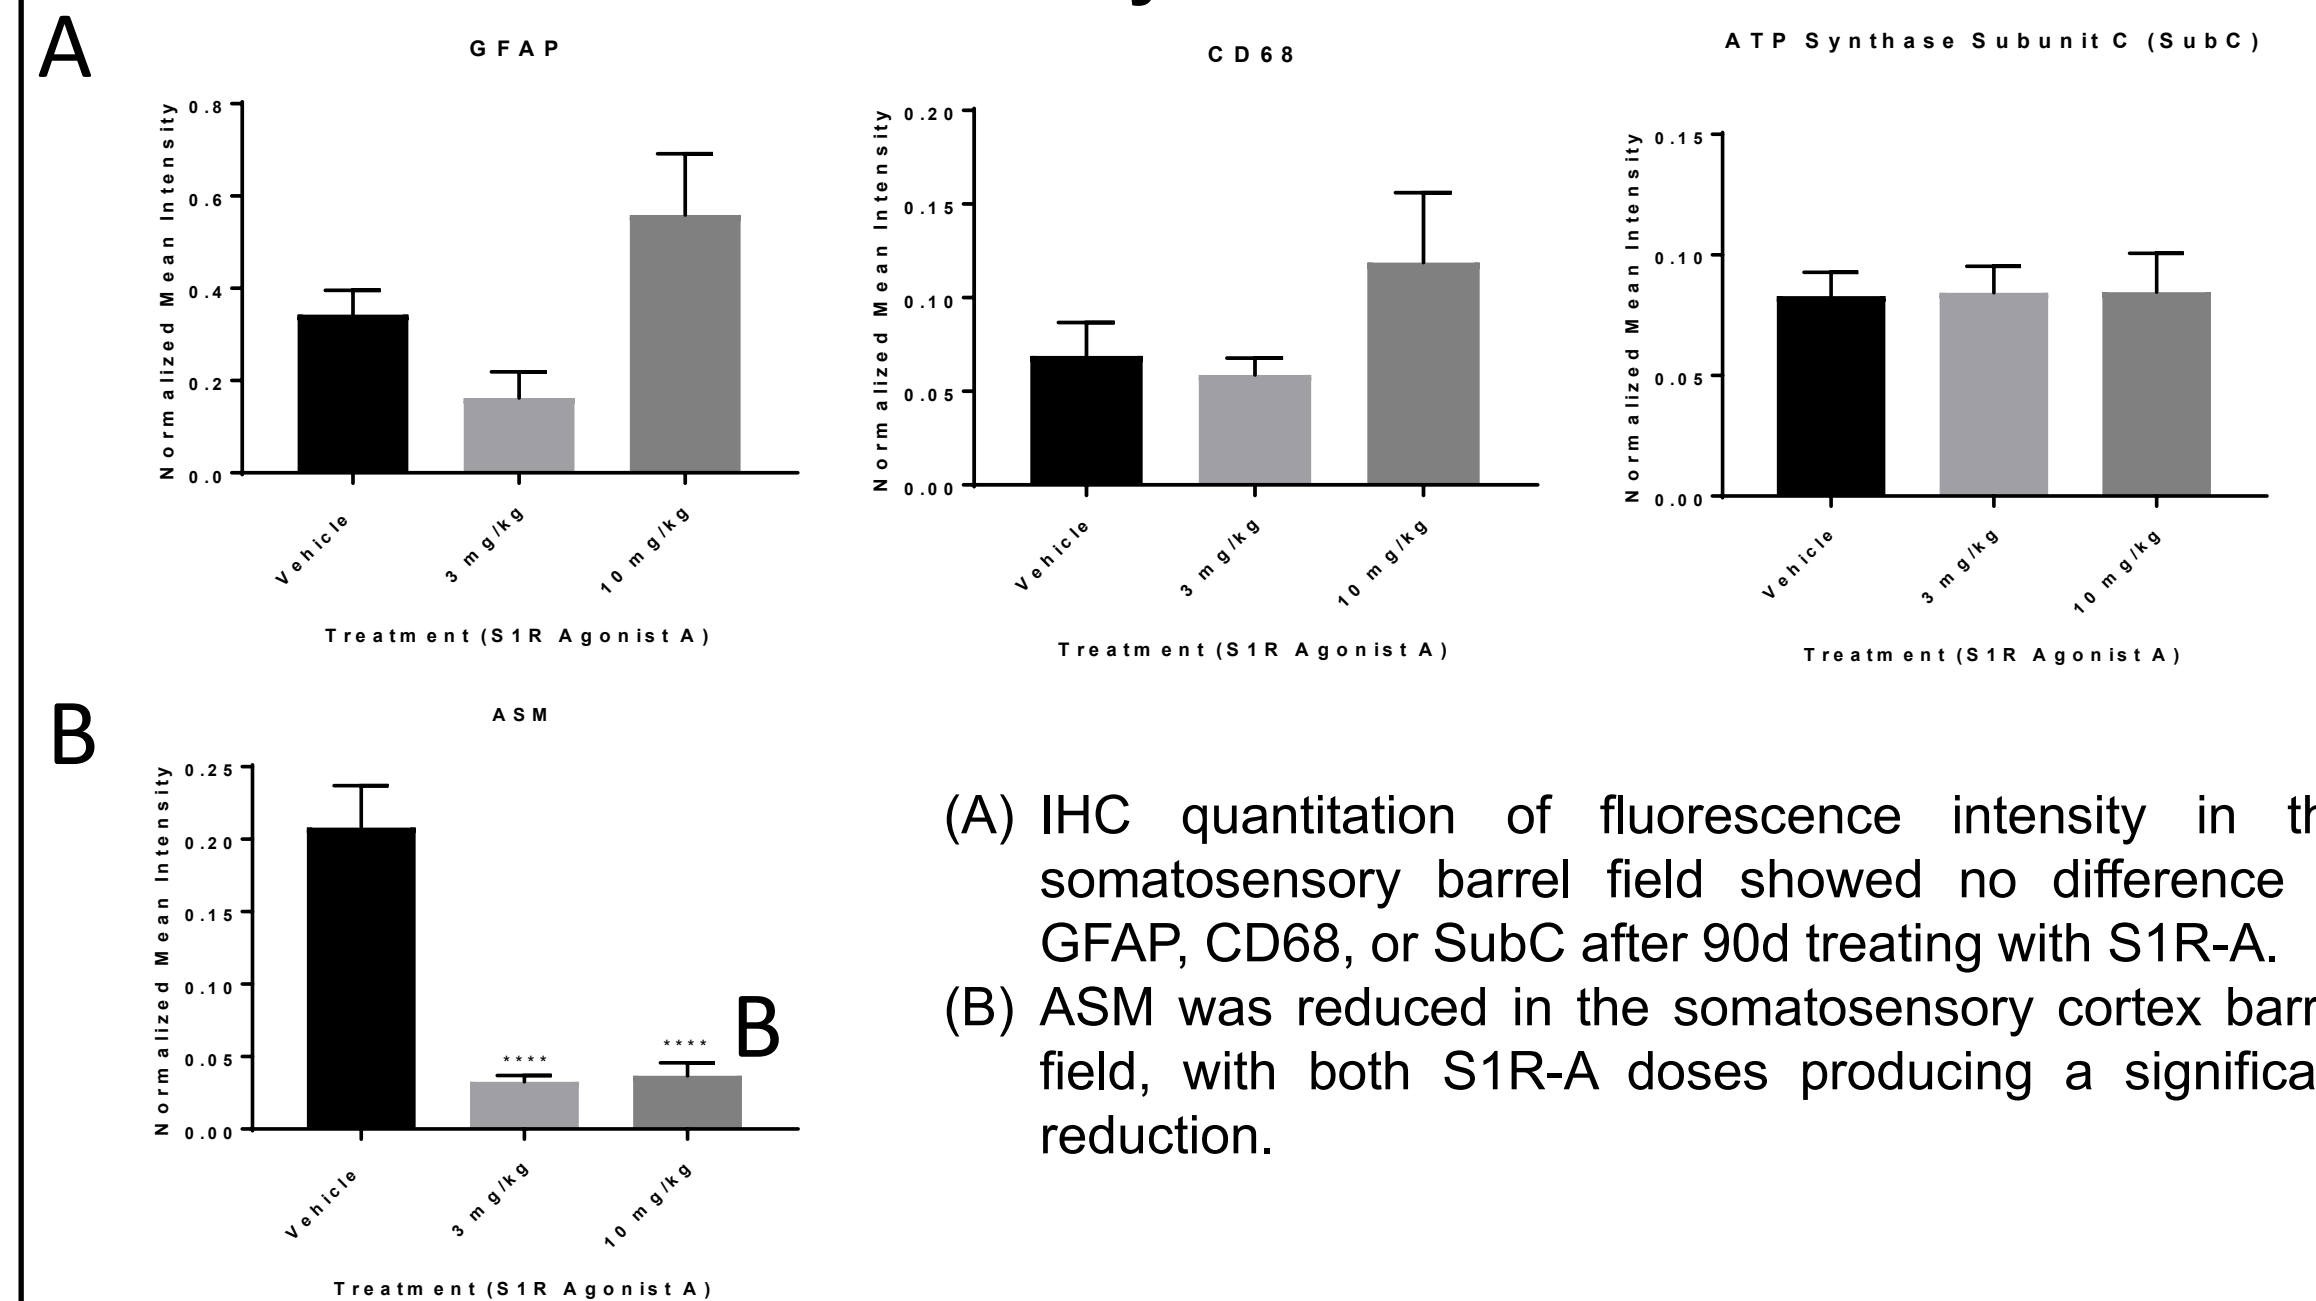 A
GFAP
Normalized Mean Intensity
0.8
0.6
0.4
0.2
0.0
Vehicle
3 mg/kg
10 mg/kg
Treatment (S1R Agonist A)
CD68
Normalized Mean Intensity
0.20
0.15
0.10
0.05
0.00
Vehicle
3 mg/kg
10 mg/kg
Treatment (S1R Agonist A)
ATP Synthase Subunit C (SubC)
Normalized Mean Intensity
0.15
0.10
0.05
0.00
Vehicle
3 mg/kg
10 mg/kg
Treatment (S1R Agonist A)
B
ASM
Normalized Mean Intensity
0.25
0.20
0.15
0.10
0.05
0.00
****
****
B
Vehicle
3 mg/kg
10 mg/kg
Treatment (S1R Agonist A)
(A) IHC quantitation of fluorescence intensity in
somatosensory barrel field showed no difference
GFAP, CD68, or SubC after 90d treating with S1R-A.
(B) ASM was reduced in the somatosensory cortex
field, with both S1R-A doses producing a
reduction.